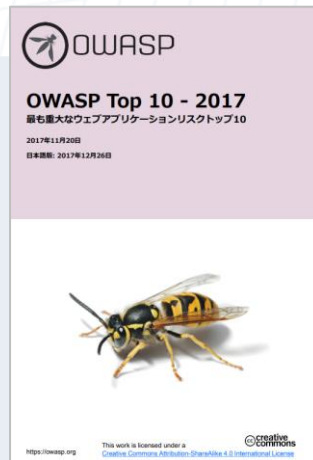 OWASP
OWASP Top 10 - 2017
最も重大なウェブアプリケーションリスクトップ10
2017年11月20日
日本語版: 2017年12月26日
https://owasp.org
This work is licensed under a
Creative Commons Attribution-ShareAlike 4.0 International License
cc creative commons